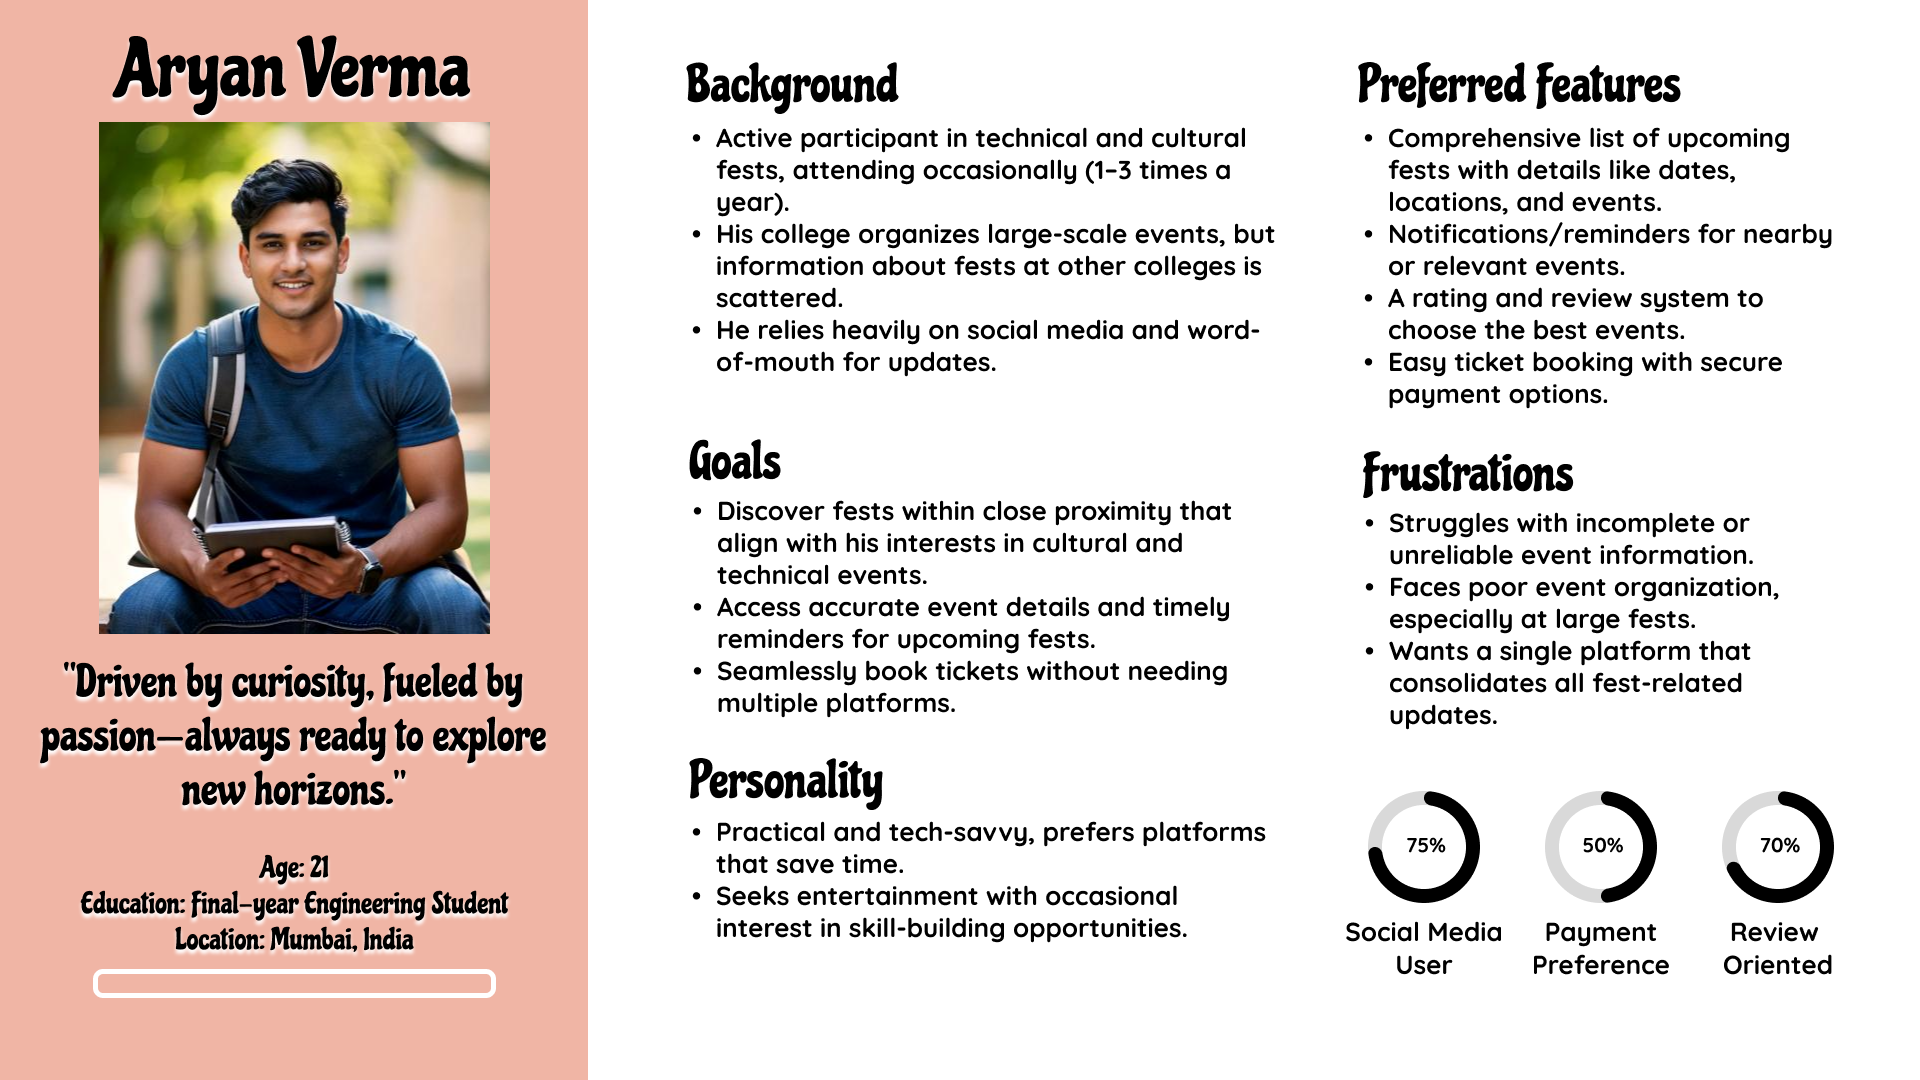 Aryan Verma
"Driven by curiosity, fueled by
passion—always ready to explore
new horizons."
Age: 21
Education: Final-year Engineering Student
Location: Mumbai, India
Background
• Active participant in technical and cultural
fests, attending occasionally (1–3 times a
year).
• His college organizes large-scale events, but
information about fests at other colleges is
scattered.
• He relies heavily on social media and word-
of-mouth for updates.
Goals
• Discover fests within close proximity that
align with his interests in cultural and
technical events.
• Access accurate event details and timely
reminders for upcoming fests.
• Seamlessly book tickets without needing
multiple platforms.
Personality
• Practical and tech-savvy, prefers platforms
that save time.
• Seeks entertainment with occasional
interest in skill-building opportunities.
Preferred Features
• Comprehensive list of upcoming
fests with details like dates,
locations, and events.
• Notifications/reminders for nearby
or relevant events.
• A rating and review system to
choose the best events.
• Easy ticket booking with secure
payment options.
Frustrations
• Struggles with incomplete or
unreliable event information.
• Faces poor event organization,
especially at large fests.
• Wants a single platform that
consolidates all fest-related
updates.
75%
Social Media
User
50%
Payment
Preference
70%
Review
Oriented